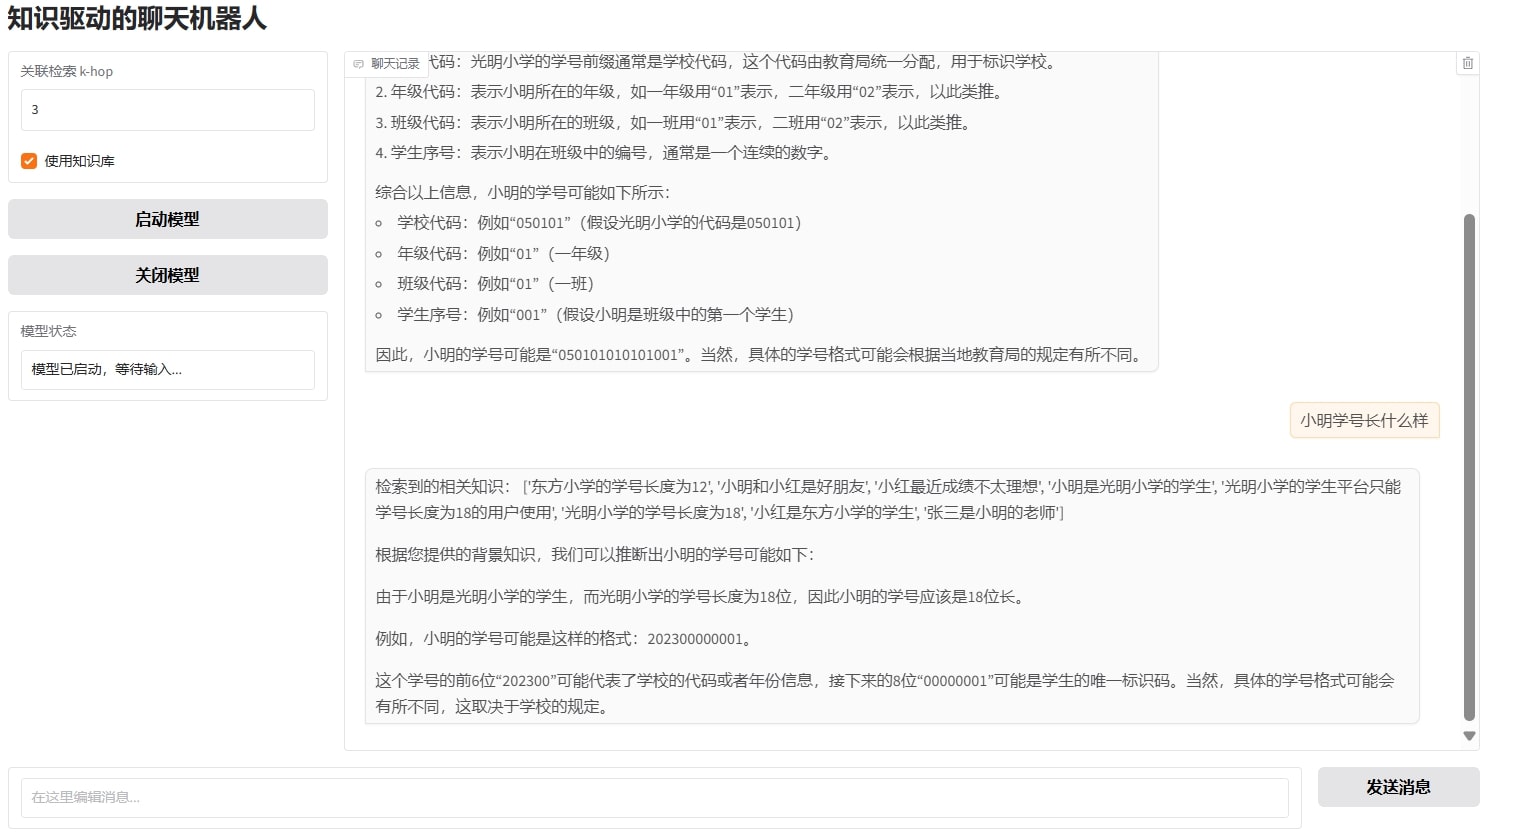 知识驱动的聊天机器人
关联检索 k-hop
3
使用知识库
启动模型
关闭模型
模型状态
模型已启动，等待输入...
聊天记录
代码：光明小学的学号前缀通常是学校代码，这个代码由教育局统一分配，用于标识学校。
2. 年级代码：表示小明所在的年级，如一年级用“01”表示，二年级用“02”表示，以此类推。
3. 班级代码：表示小明所在的班级，如一班用“01”表示，二班用“02”表示，以此类推。
4. 学生序号：表示小明在班级中的编号，通常是一个连续的数字。
综合以上信息，小明的学号可能如下所示：
学校代码：例如“050101”（假设光明小学的代码是050101）
年级代码：例如“01”（一年级）
班级代码：例如“01”（一班）
学生序号：例如“001”（假设小明是班级中的第一个学生）
因此，小明的学号可能是“050101010101001”。当然，具体的学号格式可能会根据当地教育局的规定有所不同。
小明学号长什么样
检索到的相关知识： ['东方小学的学号长度为12', '小明和小红是好朋友', '小红最近成绩不太理想', '小明是光明小学的学生', '光明小学的学生平台只能
学号长度为18的用户使用', '光明小学的学号长度为18', '小红是东方小学的学生', '张三是小明的老师']
根据您提供的背景知识，我们可以推断出小明的学号可能如下：
由于小明是光明小学的学生，而光明小学的学号长度为18位，因此小明的学号应该是18位长。
例如，小明的学号可能是这样的格式：202300000001。
这个学号的前6位“202300”可能代表了学校的代码或者年份信息，接下来的8位“00000001”可能是学生的唯一标识码。当然，具体的学号格式可能会
有所不同，这取决于学校的规定。
在这里编辑消息...
发送消息